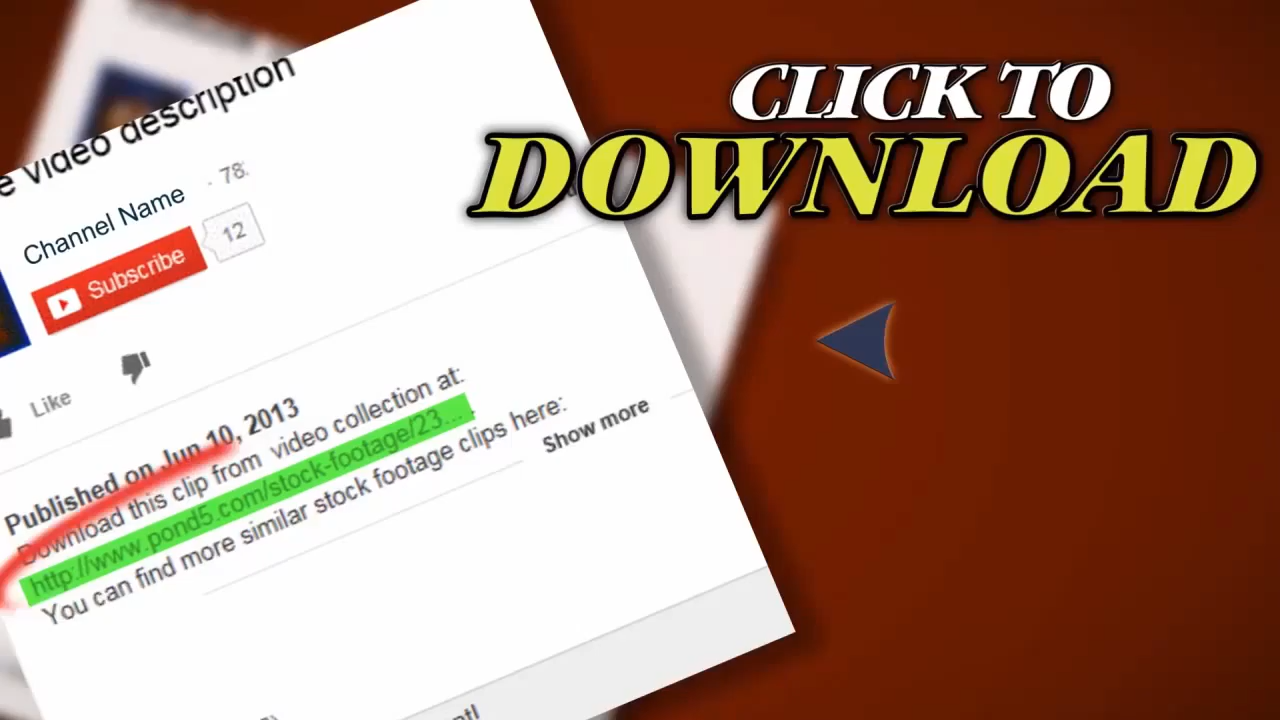 CLICK TO
DOWNLOAD
video description
Channel Name
Subscribe
12
Like
Published on Jun 10, 2013
Download this clip from video collection at:
http://www.pond5.com/stock-footage/23...
You can find more similar stock footage clips here:
Show more